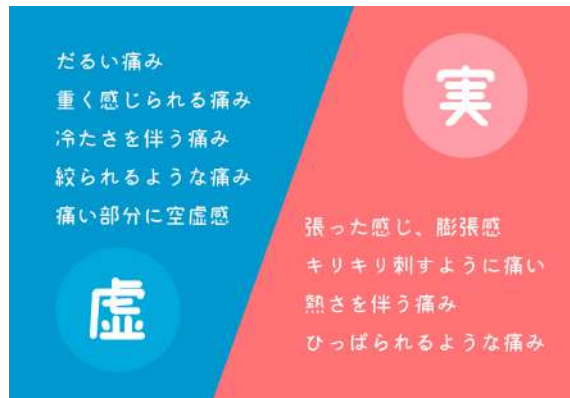 だるい痛み
重く感じられる痛み
冷たさを伴う痛み
絞られるような痛み
痛い部分に空虚感
虚
実
張った感じ、膨張感
キリキリ刺すように痛い
熱さを伴う痛み
ひっぱられるような痛み